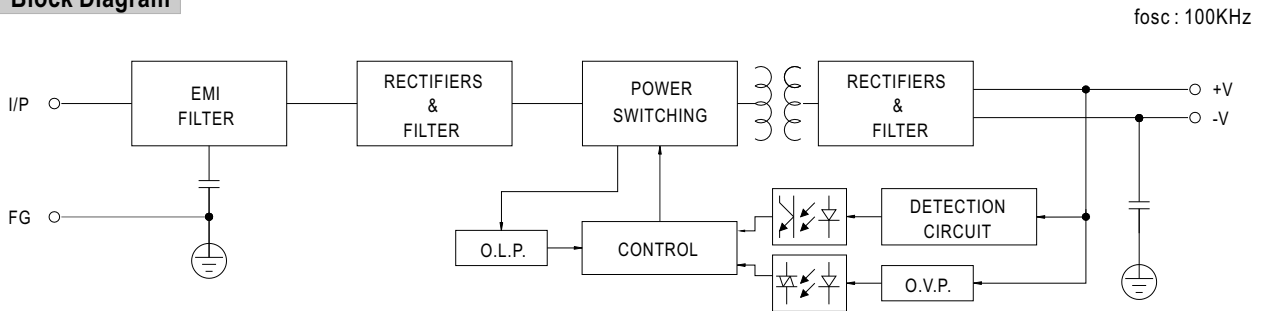 Block Diagram
fosc : 100KHz
I/P
EMI
FILTER
RECTIFIERS
&
FILTER
POWER
SWITCHING
RECTIFIERS
&
FILTER
+V
-V
FG
O.L.P.
CONTROL
DETECTION
CIRCUIT
O.V.P.